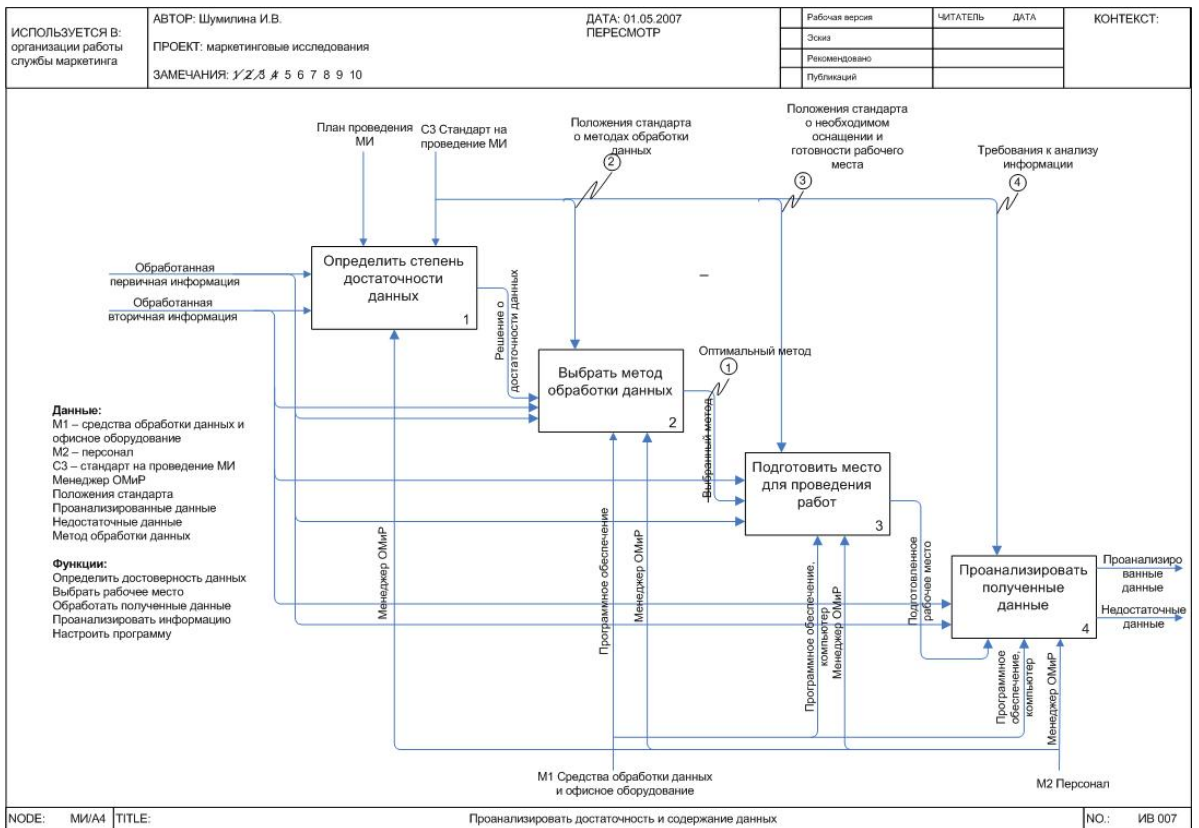 ИСПОЛЬЗУЕТСЯ В:
организации работы
службы маркетинга
АВТОР: Шумилина И.В.
ПРОЕКТ: маркетинговые исследования
ЗАМЕЧАНИЯ: 1 2 3 4 5 6 7 8 9 10
ДАТА: 01.05.2007
ПЕРЕСМОТР
Рабочая версия
Эскиз
Рекомендовано
Публикаций
ЧИТАТЕЛЬ ДАТА
КОНТЕКСТ:
План проведения
МИ
С3 Стандарт на
проведение МИ
Положения стандарта
о методах обработки
данных
2
Положения стандарта
о необходимом
оснащении и
готовности рабочего
места
3
Требования к анализу
информации
4
Обработанная
первичная информация
Обработанная
вторичная информация
Определить степень
достаточности
данных
1
Решение о
достаточности данных
Выбрать метод
обработки данных
2
Оптимальный метод
1
Выбранный метод
Подготовить место
для проведения
работ
3
Подготовленное
рабочее место
Проанализировать
полученные
данные
4
Проанализиро
ванные
данные
Недостаточные
данные
Данные:
М1 – средства обработки данных и
офисное оборудование
М2 – персонал
С3 – стандарт на проведение МИ
Менеджер ОМиР
Положения стандарта
Проанализированные данные
Недостаточные данные
Метод обработки данных
Функции:
Определить достоверность данных
Выбрать рабочее место
Обработать полученные данные
Проанализировать информацию
Настроить программу
Менеджер ОМиР
Программное обеспечение
Менеджер ОМиР
Программное обеспечение,
компьютер
Менеджер ОМиР
Программное
обеспечение,
компьютер
Менеджер ОМиР
М1 Средства обработки данных
и офисное оборудование
М2 Персонал
NODE: МИ/А4
TITLE:
Проанализировать достаточность и содержание данных
NO.: ИВ 007